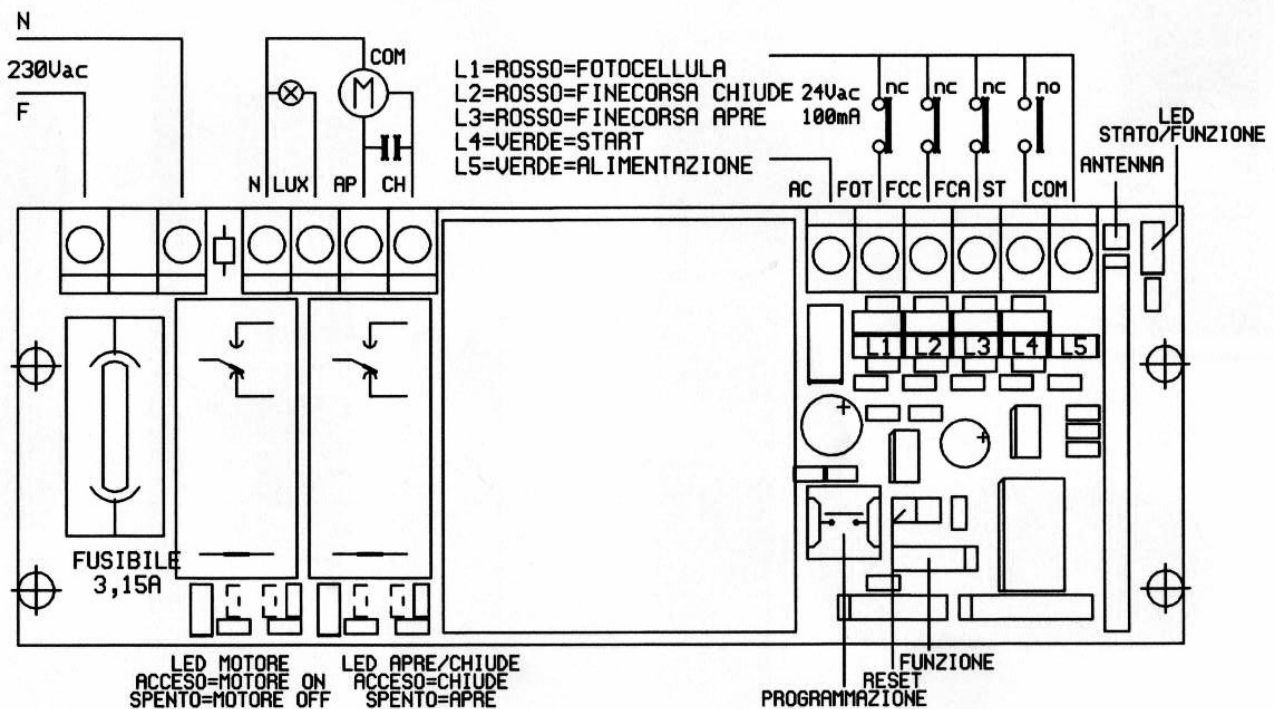 N
230Vac
F
COM
M
N LUX AP CH
L1=ROSSO=FOTOCELLULA
L2=ROSSO=FINECORSA CHIUDE
L3=ROSSO=FINECORSA APRE
L4=VERDE=START
L5=VERDE=ALIMENTAZIONE
24Vac
100mA
nc nc nc no
AC FOT FCC FCA ST COM
LED
STATO/FUNZIONE
ANTENNA
L1 L2 L3 L4 L5
+
+
FUSIBILE
3,15A
LED MOTORE
ACCESO=MOTORE ON
SPENTO=MOTORE OFF
LED APRE/CHIUDE
ACCESO=CHIUDE
SPENTO=APRE
FUNZIONE
RESET
PROGRAMMAZIONE